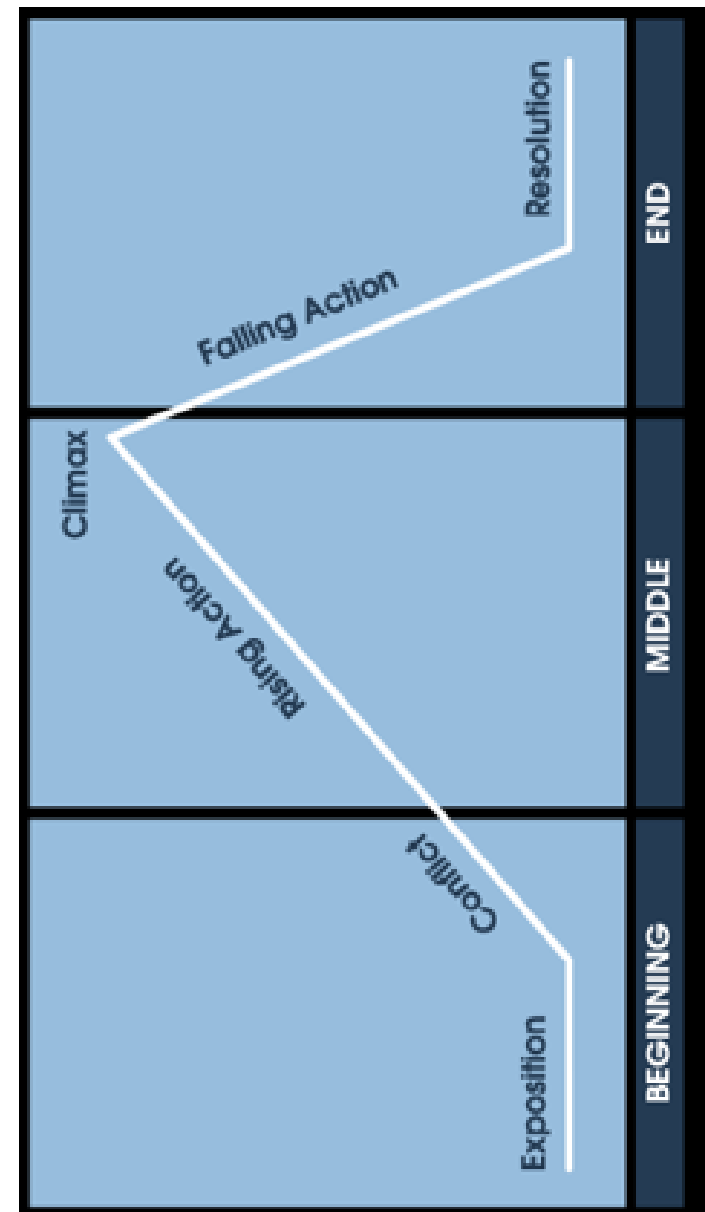 Exposition
Conflict
Rising Action
Climax
Falling Action
Resolution
BEGINNING
MIDDLE
END